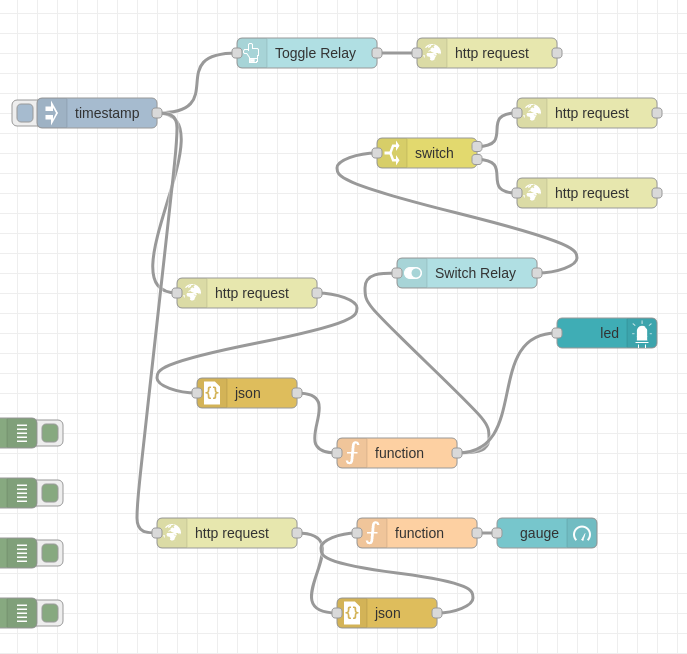 Toggle Relay
http request
timestamp
http request
switch
http request
Switch Relay
http request
led
json
function
http request
function
gauge
json